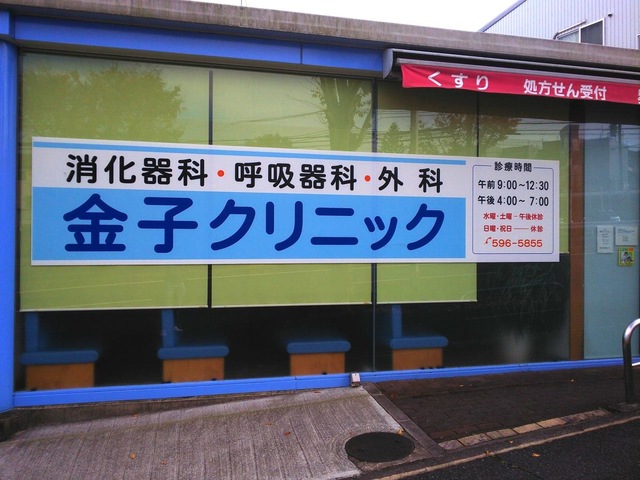 くすり 処方せん受付
消化器科・呼吸器科・外科
金子クリニック
診療時間
午前 9:00～12:30
午後 4:00～ 7:00
水曜・土曜－午後休診
日曜・祝日――休診
596-5855